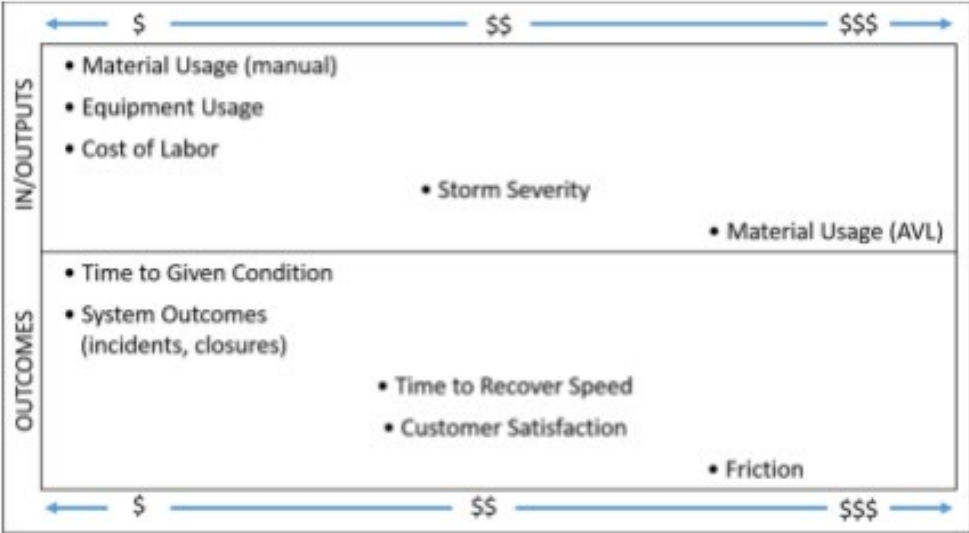 $ $$ $$$
IN/OUTPUTS
• Material Usage (manual)
• Equipment Usage
• Cost of Labor
• Storm Severity
• Material Usage (AVL)
OUTCOMES
• Time to Given Condition
• System Outcomes
(incidents, closures)
• Time to Recover Speed
• Customer Satisfaction
• Friction
$ $$ $$$